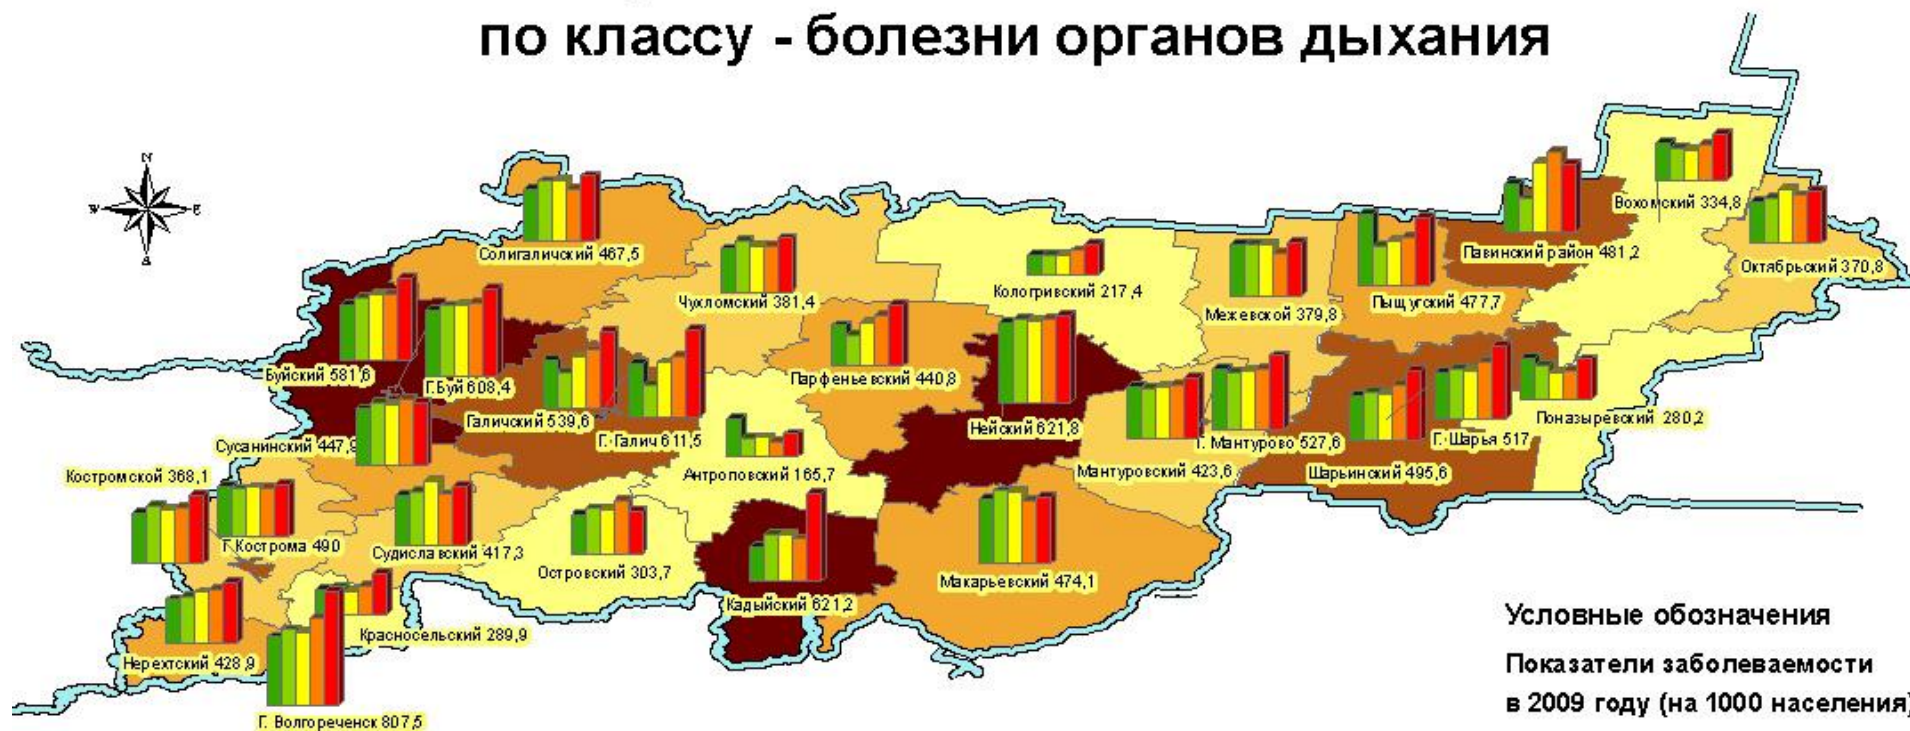 по классу - болезни органов дыхания
N
W
E
Вохомский 334,8
Солигаличский 467,5
Павинский район 481,2
Октябрьский 370,8
Чухломский 381,4
Кологривский 217,4
Межевской 379,8
Пыщугский 477,7
Буйский 581,6
Г.Буй 608,4
Парфеньевский 440,8
Галичский 539,6
Г. Галич 611,5
Нейский 621,8
Поназыревский 280,2
Сусанинский 447,9
Г. Мантурово 527,6
Г. Шарья 517
Костромской 368,1
Антроповский 165,7
Мантуровский 423,6
Шарьинский 495,6
Г.Кострома 490
Судиславский 417,3
Островский 303,7
Макарьевский 474,1
Кадыйский 621,2
Красносельский 289,9
Нерехтский 428,9
Г. Волгореченск 807,5
Условные обозначения
Показатели заболеваемости
в 2009 году (на 1000 населения)